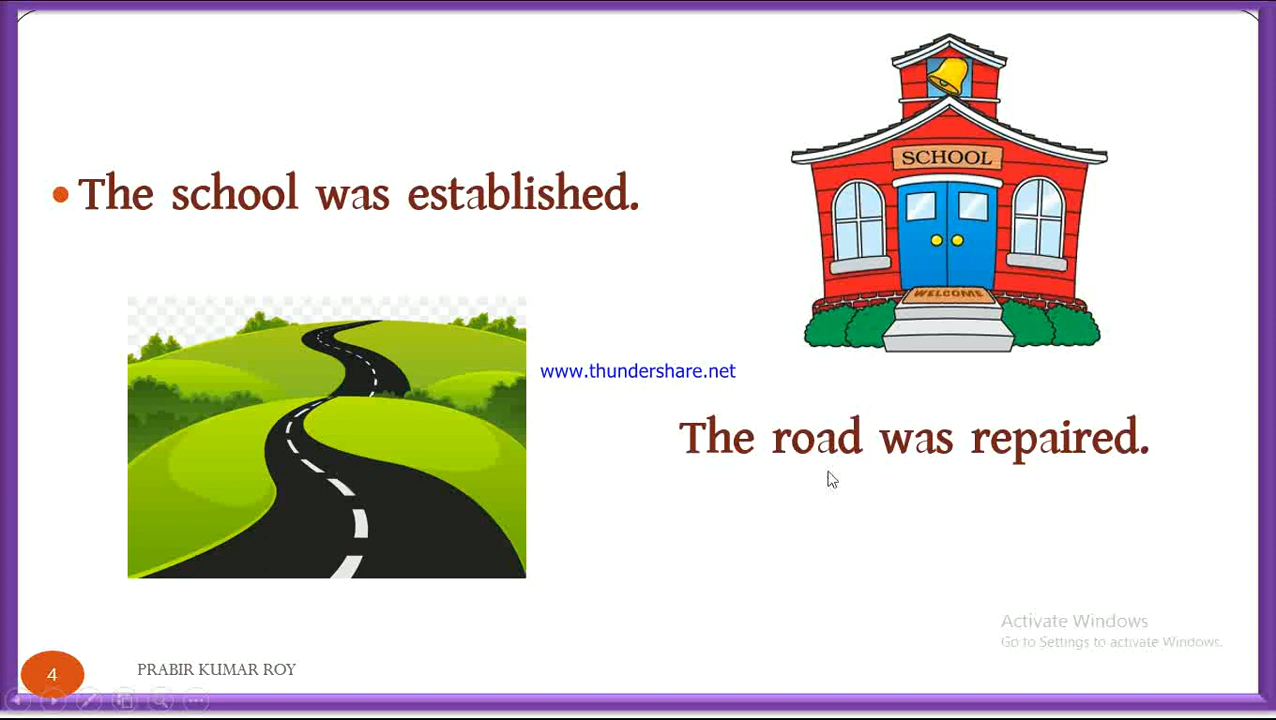 SCHOOL
• The school was established.
WELCOME
www.thundershare.net
The road was repaired.
Activate Windows
Go to Settings to activate Windows.
4
PRABIR KUMAR ROY